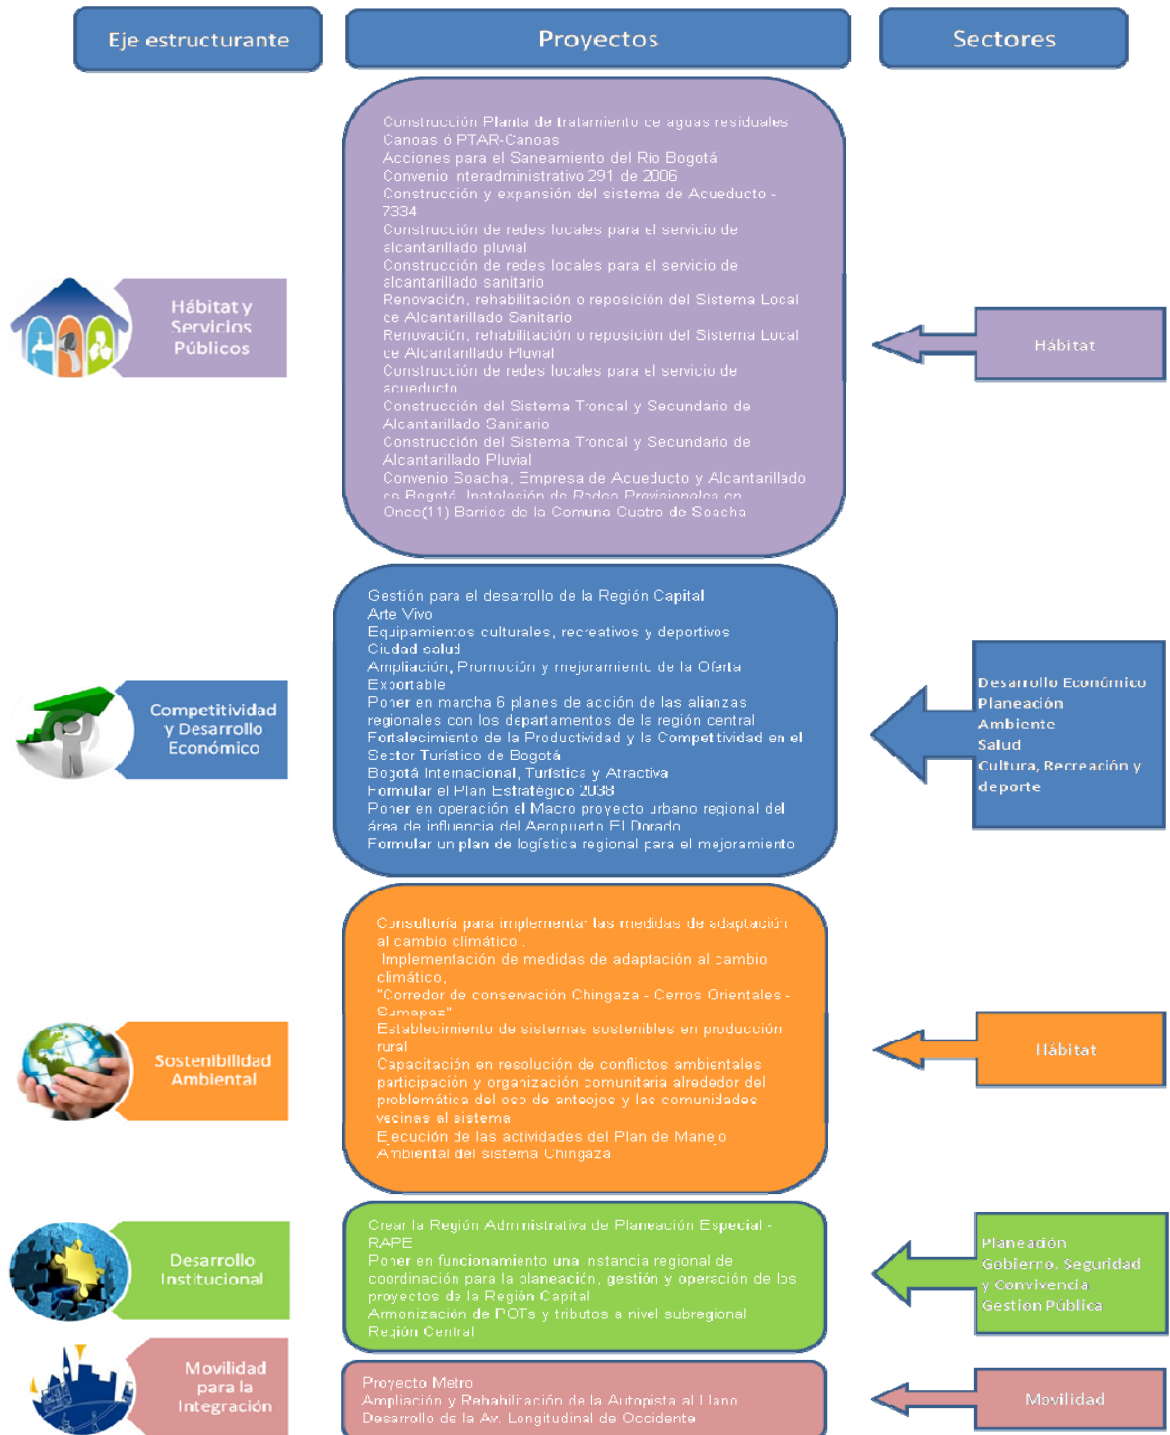 Eje estructurante
Proyectos
Sectores
Hábitat y
Servicios
Públicos
Construcción Planta de tratamiento de aguas residuales
Canoas ó PTAR-Canoas
Acciones para el Saneamiento del Río Bogotá
Convenio interadministrativo 291 de 2006
Construcción y expansión del sistema de Acueducto -
7334
Construcción de redes locales para el servicio de
alcantarillado pluvial
Construcción de redes locales para el servicio de
alcantarillado sanitario
Renovación, rehabilitación o reposición del Sistema Local
de Alcantarillado Sanitario
Renovación, rehabilitación o reposición del Sistema Local
de Alcantarillado Pluvial
Construcción de redes locales para el servicio de
acueducto
Construcción del Sistema Troncal y Secundario de
Alcantarillado Sanitario
Construcción del Sistema Troncal y Secundario de
Alcantarillado Pluvial
Convenio Soacha, Empresa de Acueducto y Alcantarillado
de Bogotá. Instalación de Redes Provisionales en
Once(11) Barrios de la Comuna Cuatro de Soacha
Hábitat
Competitividad
y Desarrollo
Económico
Gestión para el desarrollo de la Región Capital
Arte Vivo
Equipamientos culturales, recreativos y deportivos
Ciudad salud
Ampliación, Promoción y mejoramiento de la Oferta
Exportable
Poner en marcha 6 planes de acción de las alianzas
regionales con los departamentos de la región central
Fortalecimiento de la Productividad y la Competitividad en el
Sector Turístico de Bogotá
Bogotá Internacional, Turística y Atractiva
Formular el Plan Estratégico 2038
Poner en operación el Macro proyecto urbano regional del
área de influencia del Aeropuerto El Dorado
Formular un plan de logística regional para el mejoramiento
Desarrollo Económico
Planeación
Ambiente
Salud
Cultura, Recreación y
deporte
Sostenibilidad
Ambiental
Consultoría para implementar las medidas de adaptación
al cambio climático .
Implementación de medidas de adaptación al cambio
climático,
"Corredor de conservación Chingaza - Cerros Orientales -
Sumapaz"
Establecimiento de sistemas sostenibles en producción
rural
Capacitación en resolución de conflictos ambientales
participación y organización comunitaria alrededor del
problemática del oso de anteojos y las comunidades
vecinas al sistema
Ejecución de las actividades del Plan de Manejo
Ambiental del sistema Chingaza
Hábitat
Desarrollo
Institucional
Crear la Región Administrativa de Planeación Especial -
RAPE
Poner en funcionamiento una instancia regional de
coordinación para la planeación, gestión y operación de los
proyectos de la Región Capital
Armonización de POTs y tributos a nivel subregional
Región Central
Planeación
Gobierno, Seguridad
y Convivencia
Gestión Pública
Movilidad
para la
Integración
Proyecto Metro
Ampliación y Rehabilitación de la Autopista al Llano
Desarrollo de la Av. Longitudinal de Occidente
Movilidad